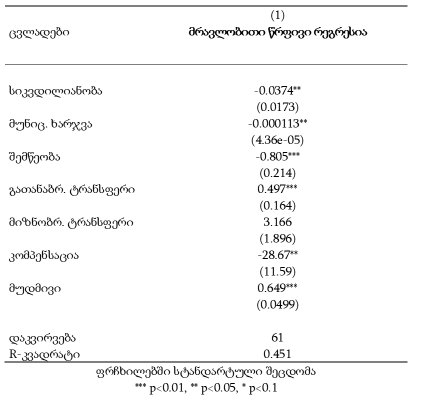 (1)
ცვლადები მრავლობითი წრფივი რეგრესია
სიკვდილიანობა -0.0374**
(0.0173)
მუნიც. ხარჯვა -0.000113**
(4.36e-05)
შემწეობა -0.805***
(0.214)
გათანაბრ. ტრანსფერი 0.497***
(0.164)
მიზნობრ. ტრანსფერი 3.166
(1.896)
კომპენსაცია -28.67**
(11.59)
მუდმივი 0.649***
(0.0499)
დაკვირვება 61
R-კვადრატი 0.451
ფრჩხილებში სტანდარტული შეცდომა
*** p<0.01, ** p<0.05, * p<0.1